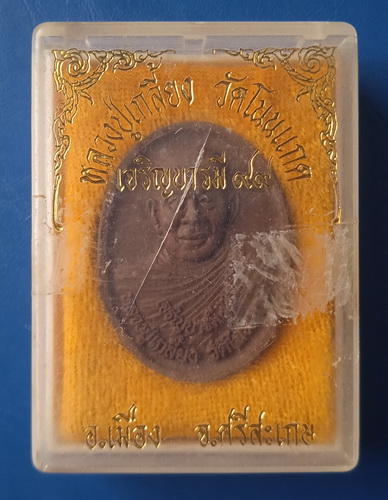 หลวงปู่เกลี้ยง วัดโนนแกด
เจริญบารมี ๙๙
อ.เมือง จ.ศรีสะเกษ